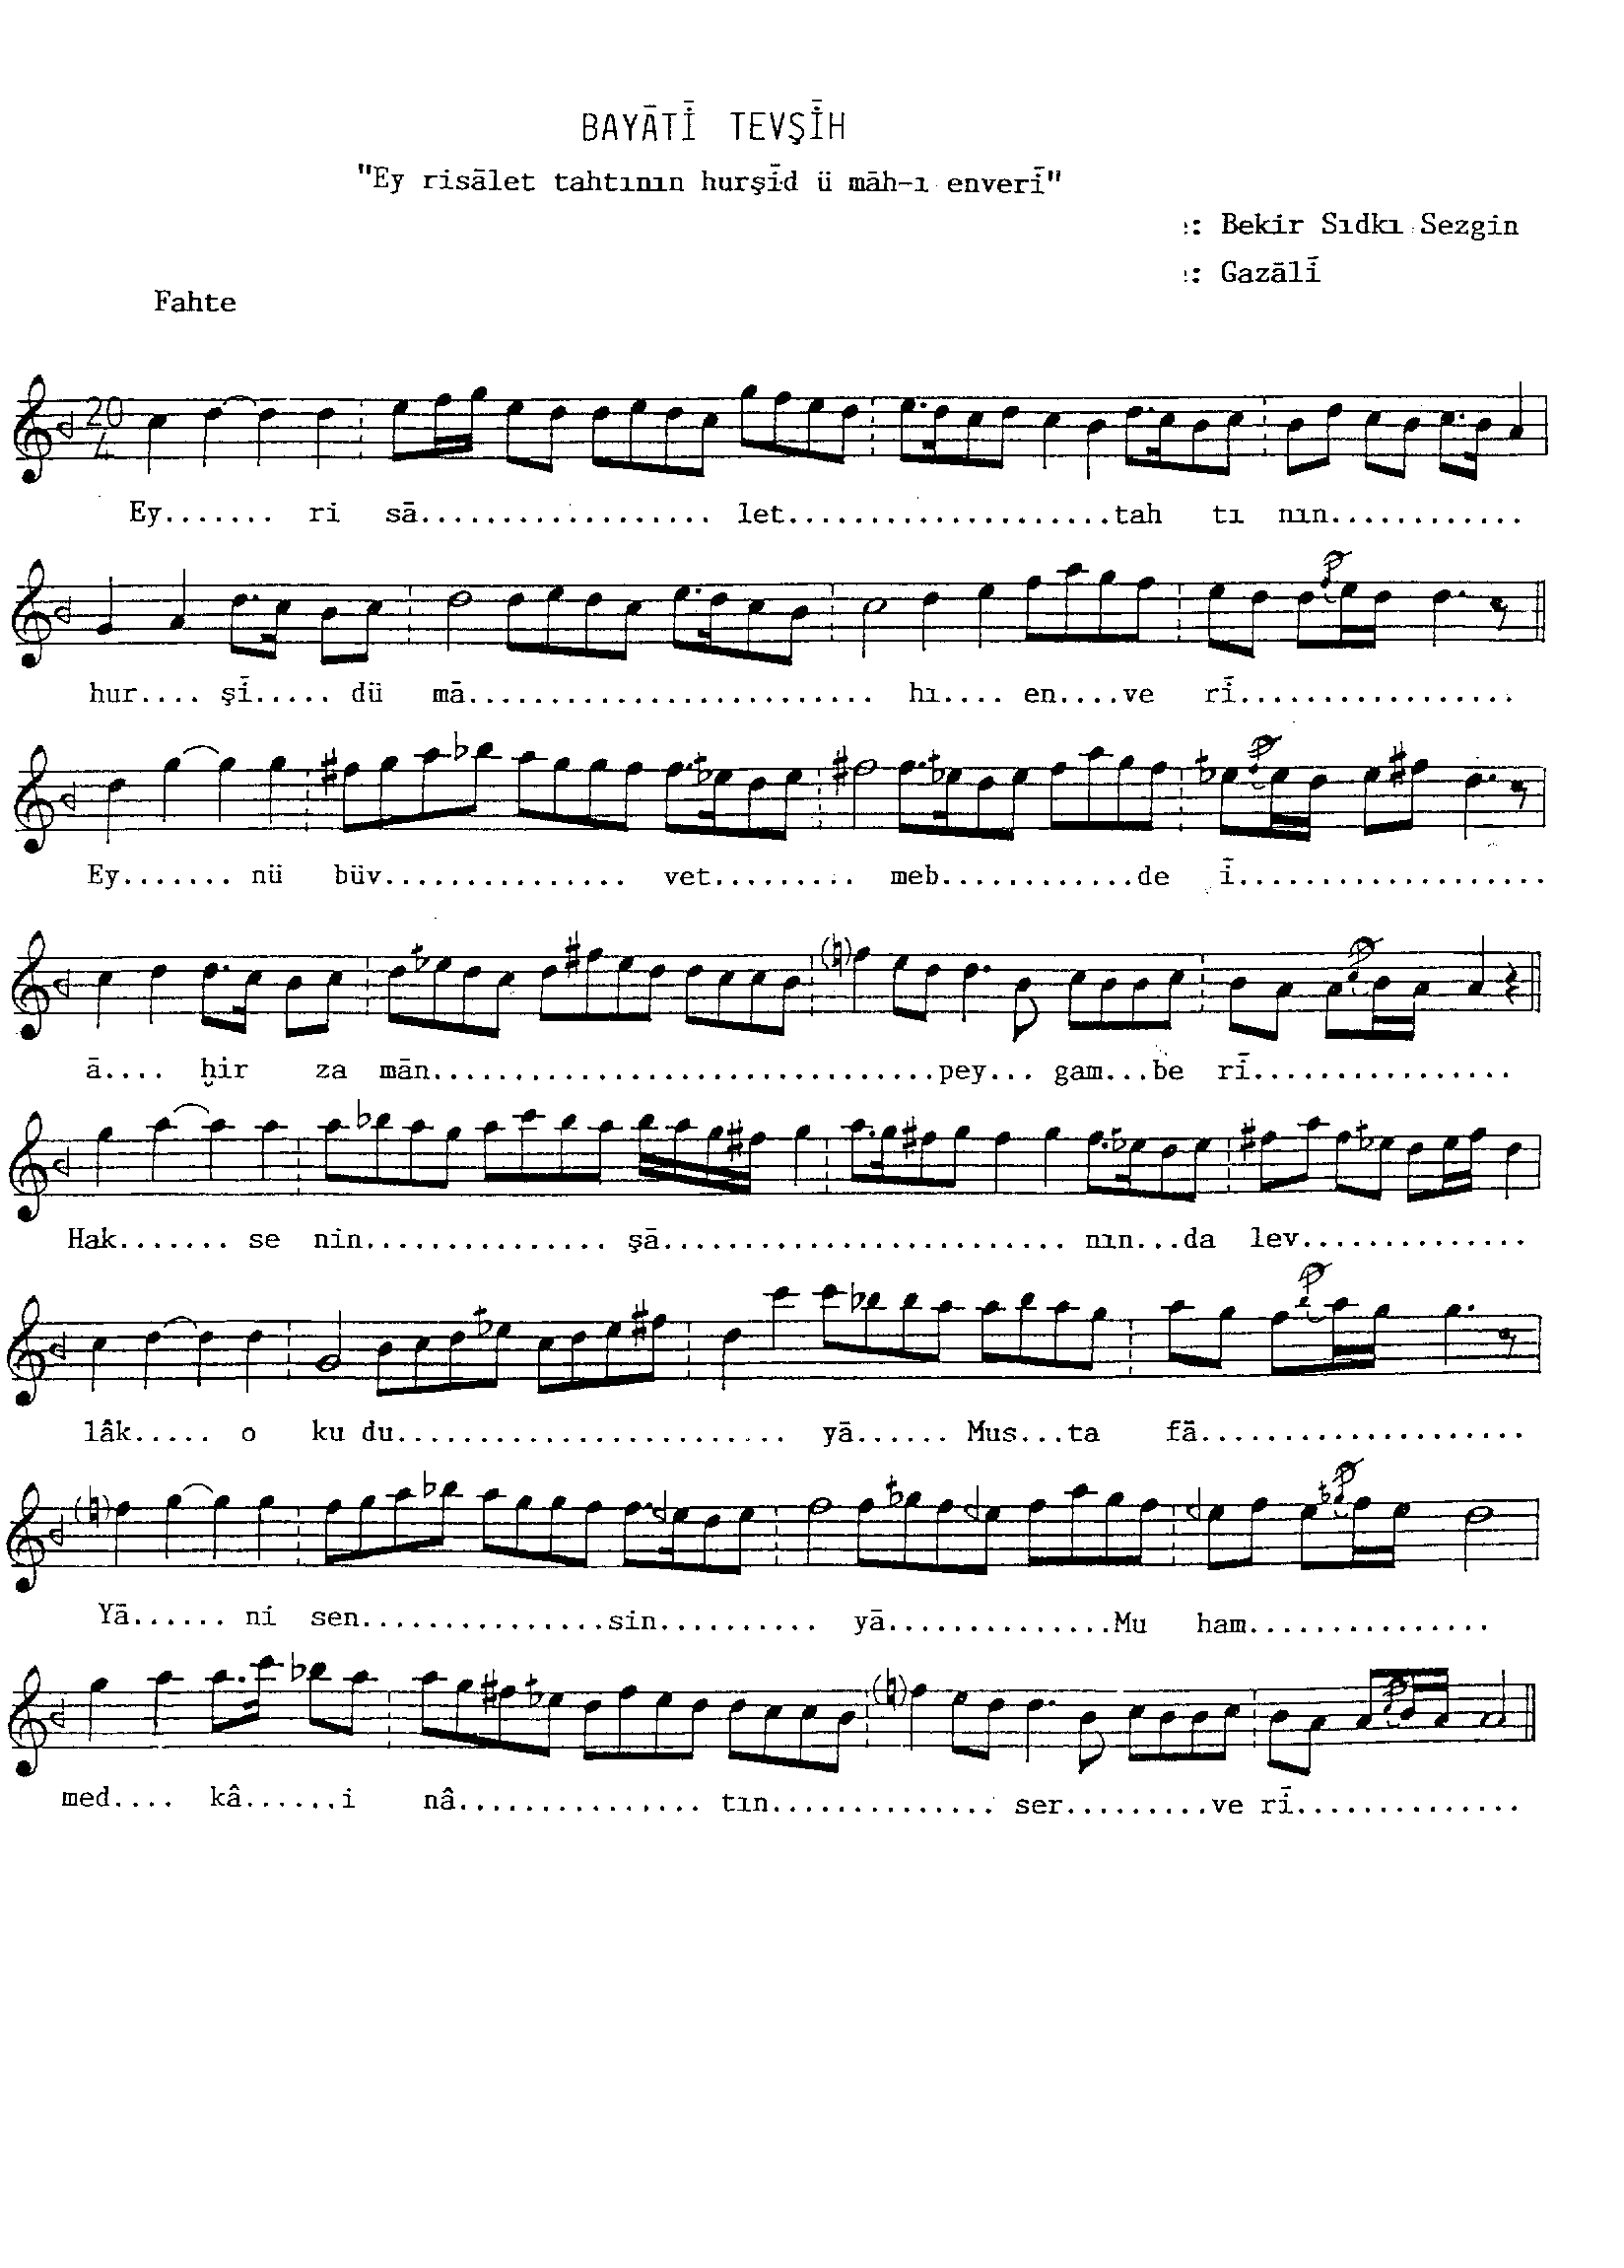 BAYĀTĪ TEVŞĪH
"Ey risālet tahtının hurşīd ü māh-ı enverī"
: Bekir Sıdkı Sezgin
: Gazālī
Fahte
20
4
Ey....... ri sā.................. let....................tah tı nın............
hur.... şī..... dü mā......................... hı.... en....ve rī.................
Ey....... nü büv............... vet......... meb............de ī...................
ā.... ḫir za mān...............................pey... gam...be rī................
Hak....... se nin............... şā......................... nın...da lev..............
lâk..... o ku du........................ yā...... Mus...ta fā....................
Yā...... ni sen...............sin.......... yā..............Mu ham...............
med.... kâ......i nâ............... tın.............. ser.........ve rī..............